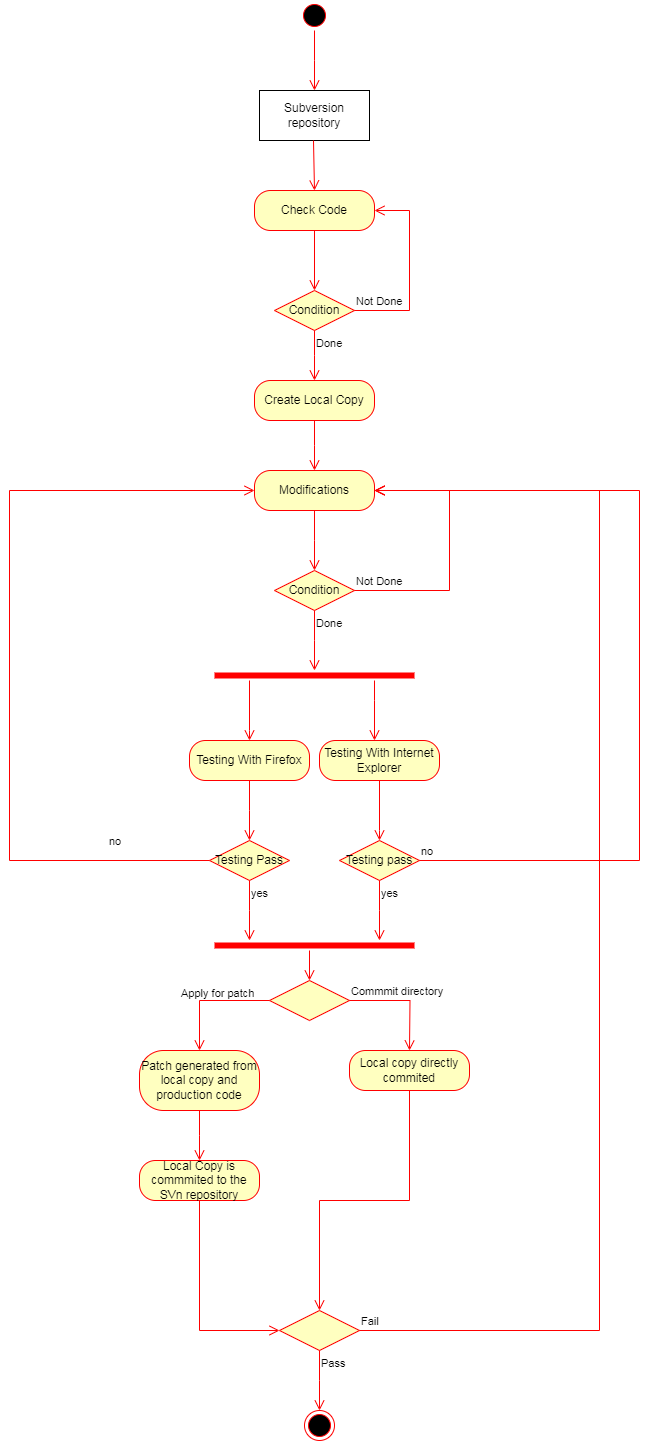 Subversion
repository
Check Code
Condition
Not Done
Done
Create Local Copy
Modifications
Condition
Not Done
Done
Testing With Firefox
Testing With Internet
Explorer
no
Testing Pass
Testing pass
no
yes
yes
Apply for patch
Commmit directory
Patch generated from
local copy and
production code
Local copy directly
commited
Local Copy is
commmited to the
SVn repository
Fail
Pass